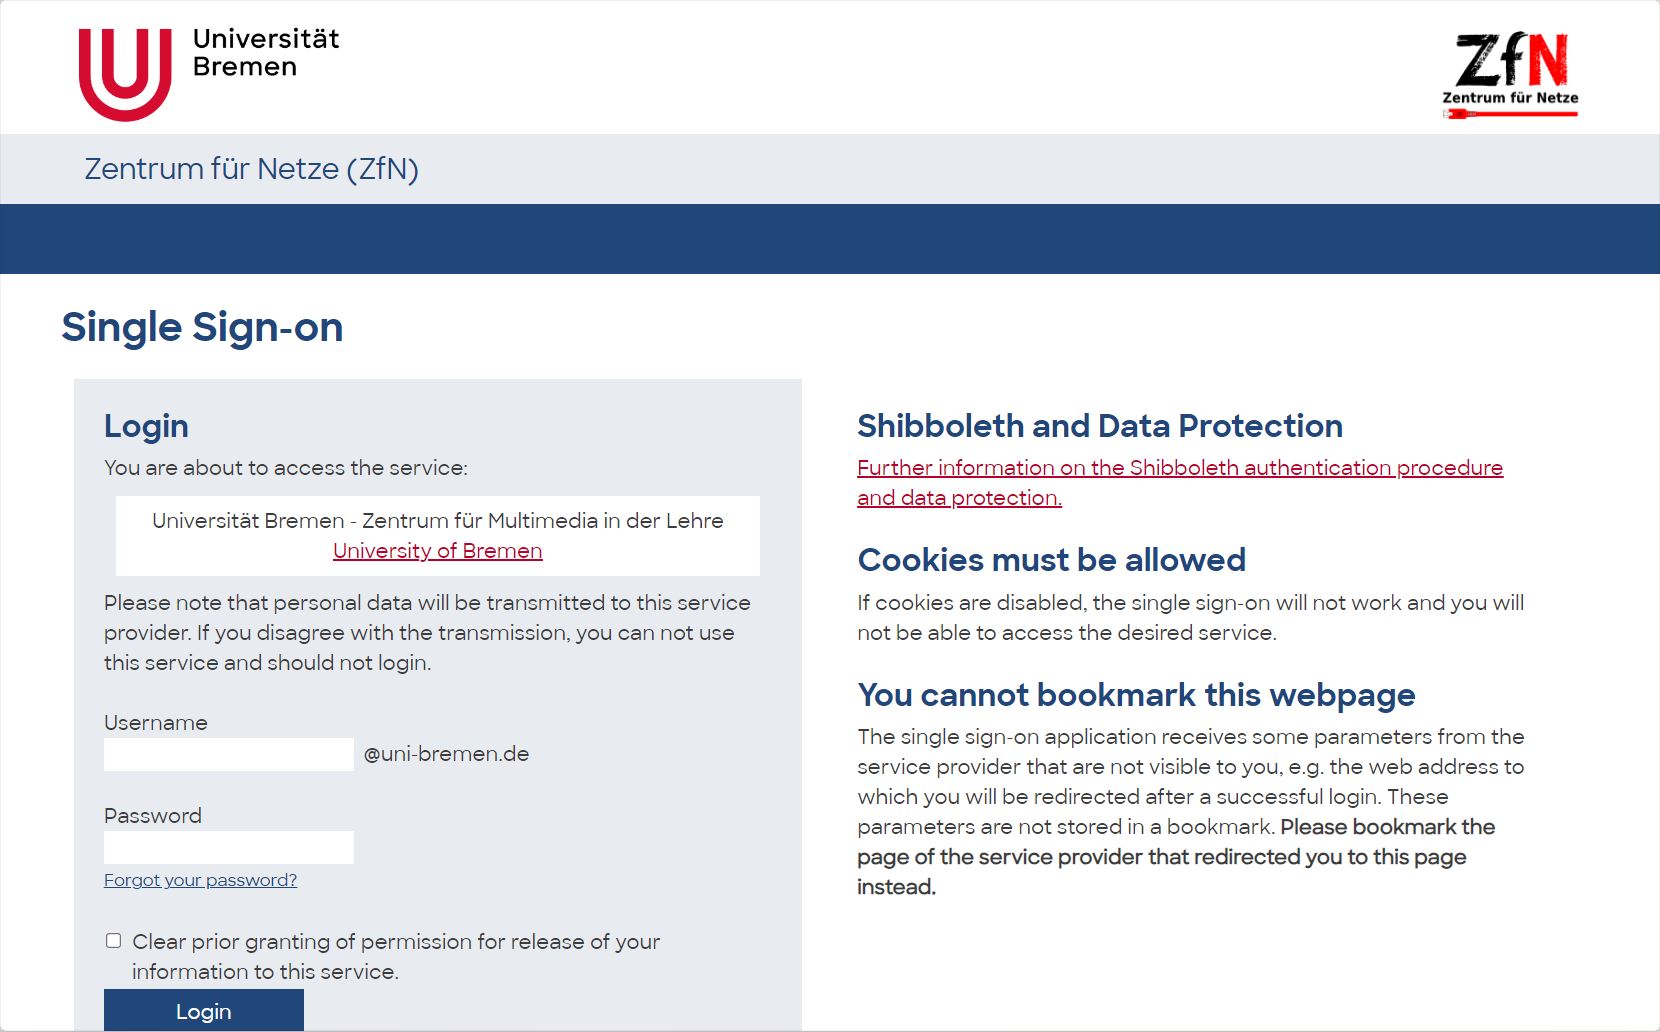 Universität
Bremen
ZfN
Zentrum für Netze
Zentrum für Netze (ZfN)
Single Sign-on
Login
You are about to access the service:
Universität Bremen - Zentrum für Multimedia in der Lehre
University of Bremen
Please note that personal data will be transmitted to this service
provider. If you disagree with the transmission, you can not use
this service and should not login.
Username
@uni-bremen.de
Password
Forgot your password?
Clear prior granting of permission for release of your
information to this service.
Login
Shibboleth and Data Protection
Further information on the Shibboleth authentication procedure
and data protection.
Cookies must be allowed
If cookies are disabled, the single sign-on will not work and you will
not be able to access the desired service.
You cannot bookmark this webpage
The single sign-on application receives some parameters from the
service provider that are not visible to you, e.g. the web address to
which you will be redirected after a successful login. These
parameters are not stored in a bookmark. Please bookmark the
page of the service provider that redirected you to this page
instead.